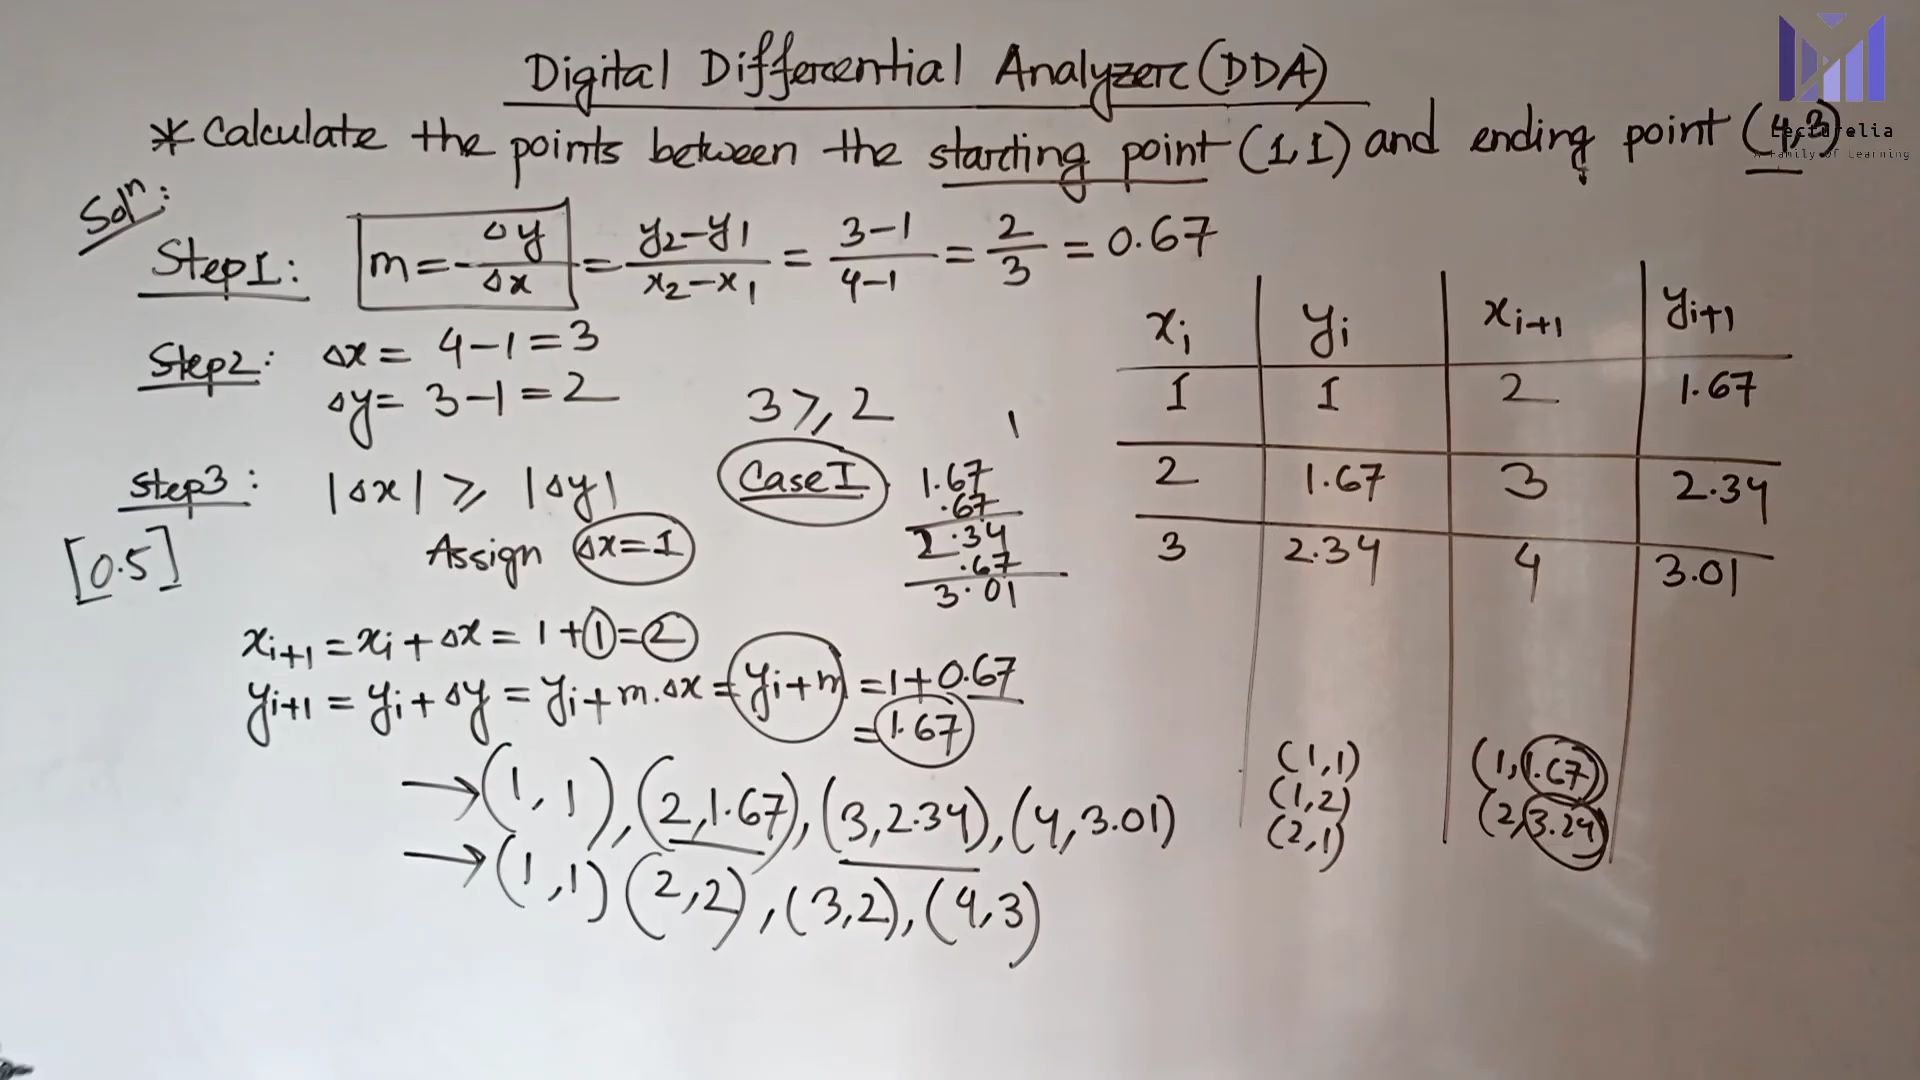 Digital Differential Analyzer (DDA)
* Calculate the points between the starting point (1,1) and ending point (4,3)
Lecturelia
A Family Of Learning
Solⁿ:
Step1: m = Δy/Δx = y₂-y₁/x₂-x₁ = 3-1/4-1 = 2/3 = 0.67
Step2: Δx = 4-1 = 3
Δy = 3-1 = 2
3 ≥ 2
Step3: |Δx| ≥ |Δy|
Case I
[0.5]
Assign Δx = 1
1.67
.67
2.34
.67
3.01
xᵢ₊₁ = xᵢ + Δx = 1 + 1 = 2
yᵢ₊₁ = yᵢ + Δy = yᵢ + m.Δx = yᵢ + m = 1 + 0.67
= 1.67
→ (1,1), (2,1.67), (3,2.34), (4,3.01)
→ (1,1) (2,2), (3,2), (4,3)
xᵢ yᵢ xᵢ₊₁ yᵢ₊₁
1 1 2 1.67
2 1.67 3 2.34
3 2.34 4 3.01
(1,1)
(1,2)
(2,1)
(1,1.67)
(2,3.24)